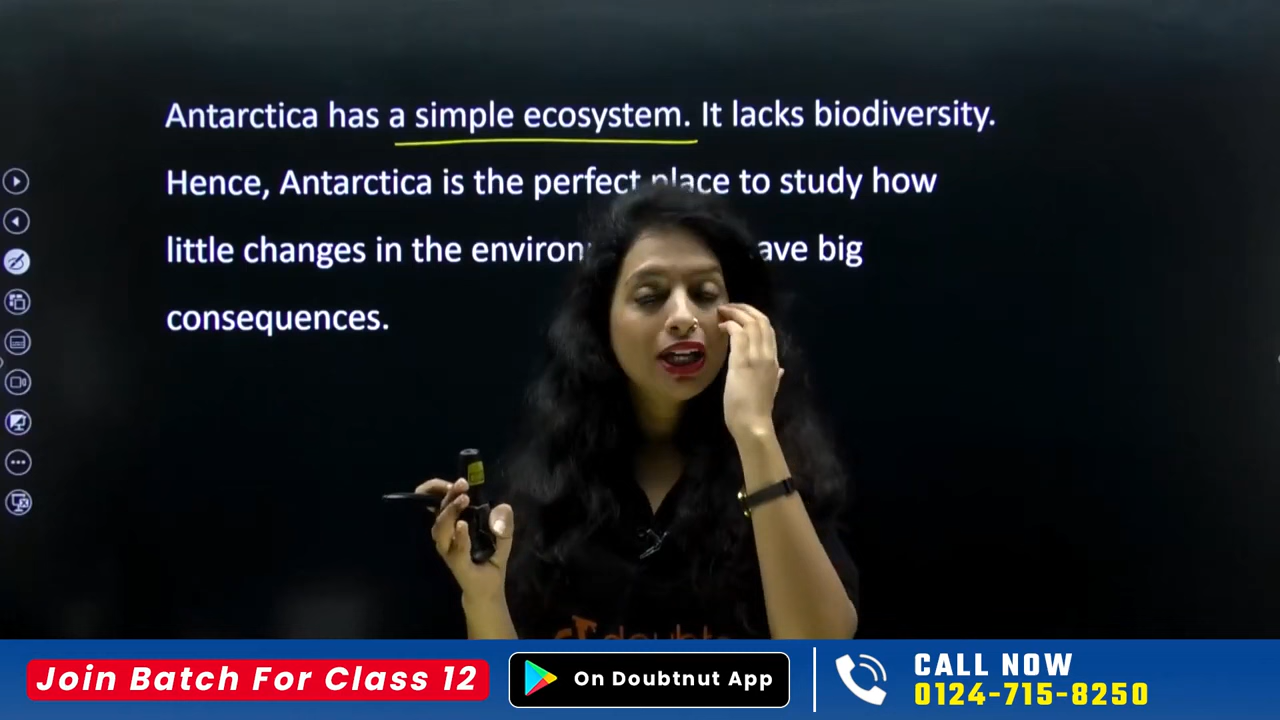 Antarctica has a simple ecosystem. It lacks biodiversity.
Hence, Antarctica is the perfect place to study how
little changes in the big
consequences.
Join Batch For Class 12
On Doubtnut App
CALL NOW
0124-715-8250